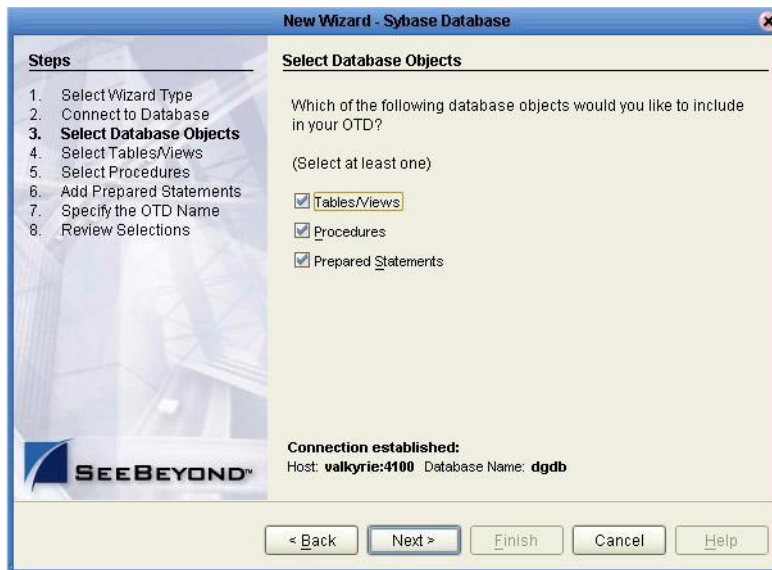 New Wizard - Sybase Database
Steps
1. Select Wizard Type
2. Connect to Database
3. Select Database Objects
4. Select Tables/Views
5. Select Procedures
6. Add Prepared Statements
7. Specify the OTD Name
8. Review Selections
SEEBEYOND™
Select Database Objects
Which of the following database objects would you like to include
in your OTD?
(Select at least one)
Tables/Views
Procedures
Prepared Statements
Connection established:
Host: valkyrie:4100 Database Name: dgdb
< Back Next > Finish Cancel Help